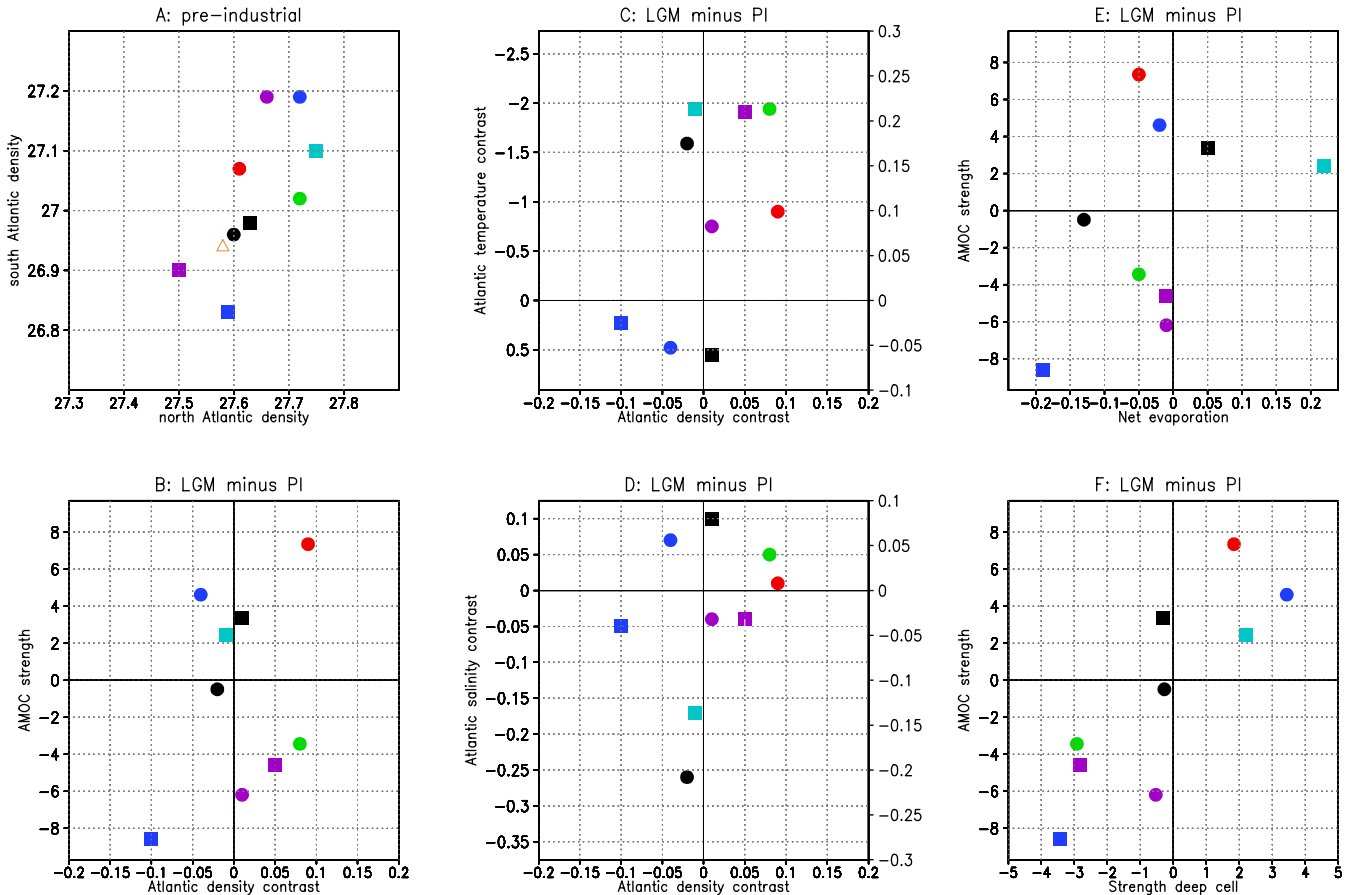 A: pre-industrial
27.2
27.1
27
26.9
26.8
south Atlantic density
27.3 27.4 27.5 27.6 27.7 27.8
north Atlantic density
C: LGM minus PI
−2.5
−2
−1.5
−1
−0.5
0
0.5
Atlantic temperature contrast
0.3
0.25
0.2
0.15
0.1
0.05
0
−0.05
−0.1
−0.2 −0.15 −0.1 −0.05 0 0.05 0.1 0.15 0.2
Atlantic density contrast
E: LGM minus PI
8
6
4
2
0
−2
−4
−6
−8
AMOC strength
−0.2 −0.15 −0.1 −0.05 0 0.05 0.1 0.15 0.2
Net evaporation
B: LGM minus PI
8
6
4
2
0
−2
−4
−6
−8
AMOC strength
−0.2 −0.15 −0.1 −0.05 0 0.05 0.1 0.15 0.2
Atlantic density contrast
D: LGM minus PI
0.1
0.05
0
−0.05
−0.1
−0.15
−0.2
−0.25
−0.3
−0.35
Atlantic salinity contrast
0.1
0.05
0
−0.05
−0.1
−0.15
−0.2
−0.25
−0.3
−0.2 −0.15 −0.1 −0.05 0 0.05 0.1 0.15 0.2
Atlantic density contrast
F: LGM minus PI
8
6
4
2
0
−2
−4
−6
−8
AMOC strength
−5 −4 −3 −2 −1 0 1 2 3 4 5
Strength deep cell